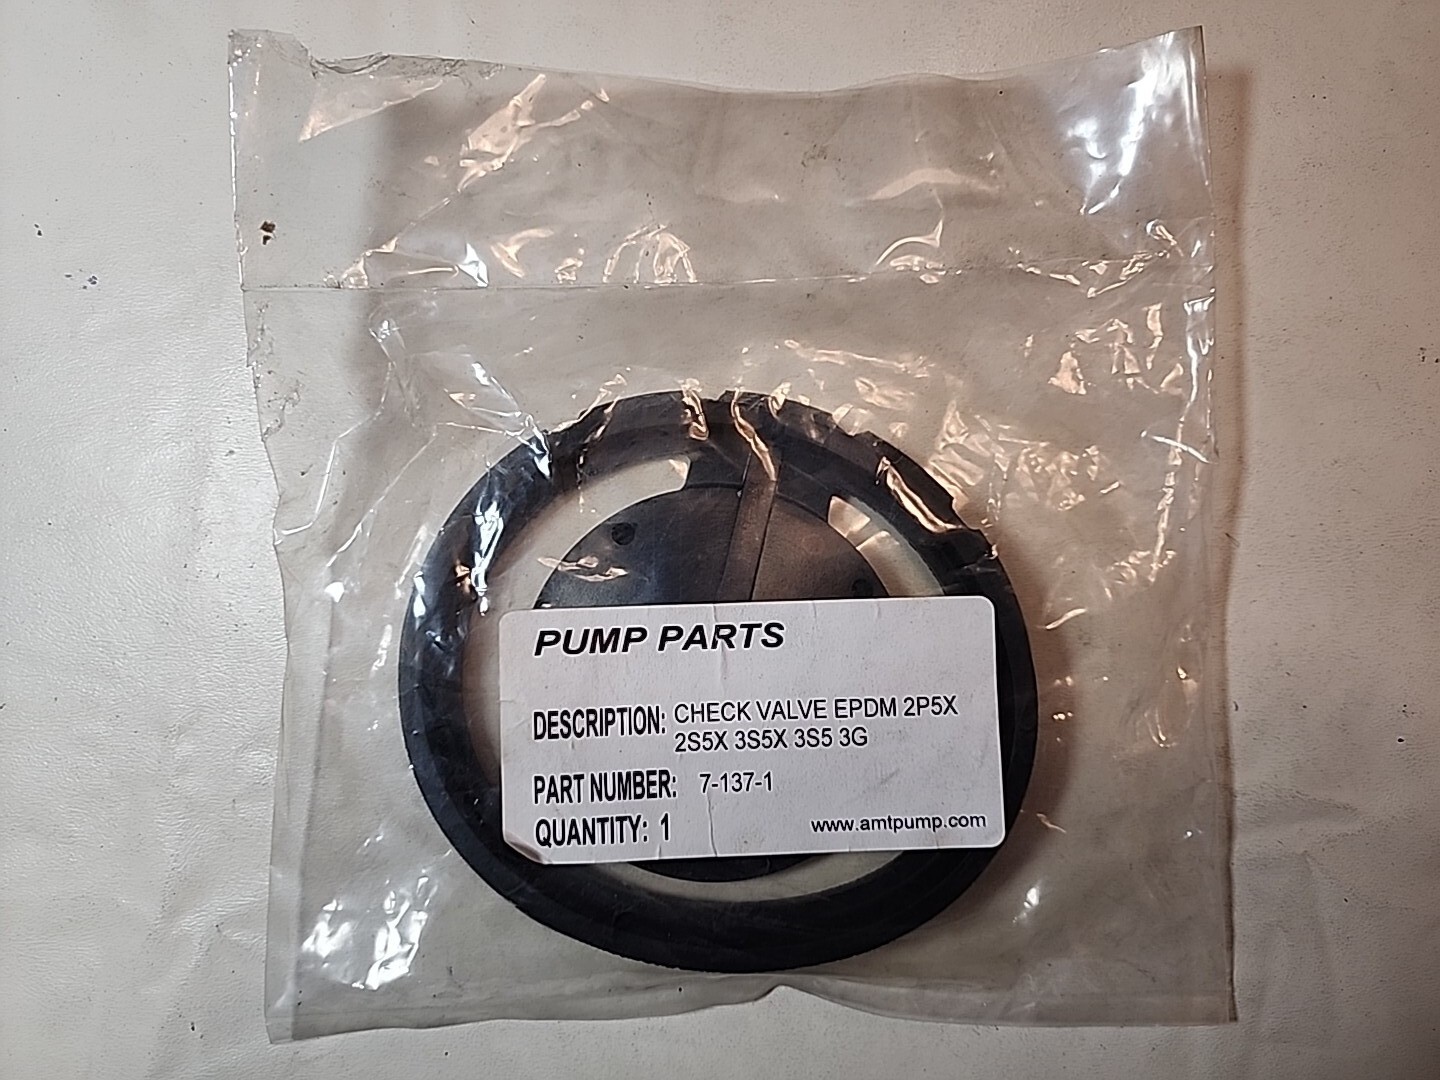 PUMP PARTS
DESCRIPTION: CHECK VALVE EPDM 2P5X
2S5X 3S5X 3S5 3G
PART NUMBER: 7-137-1
QUANTITY: 1 www.amtpump.com